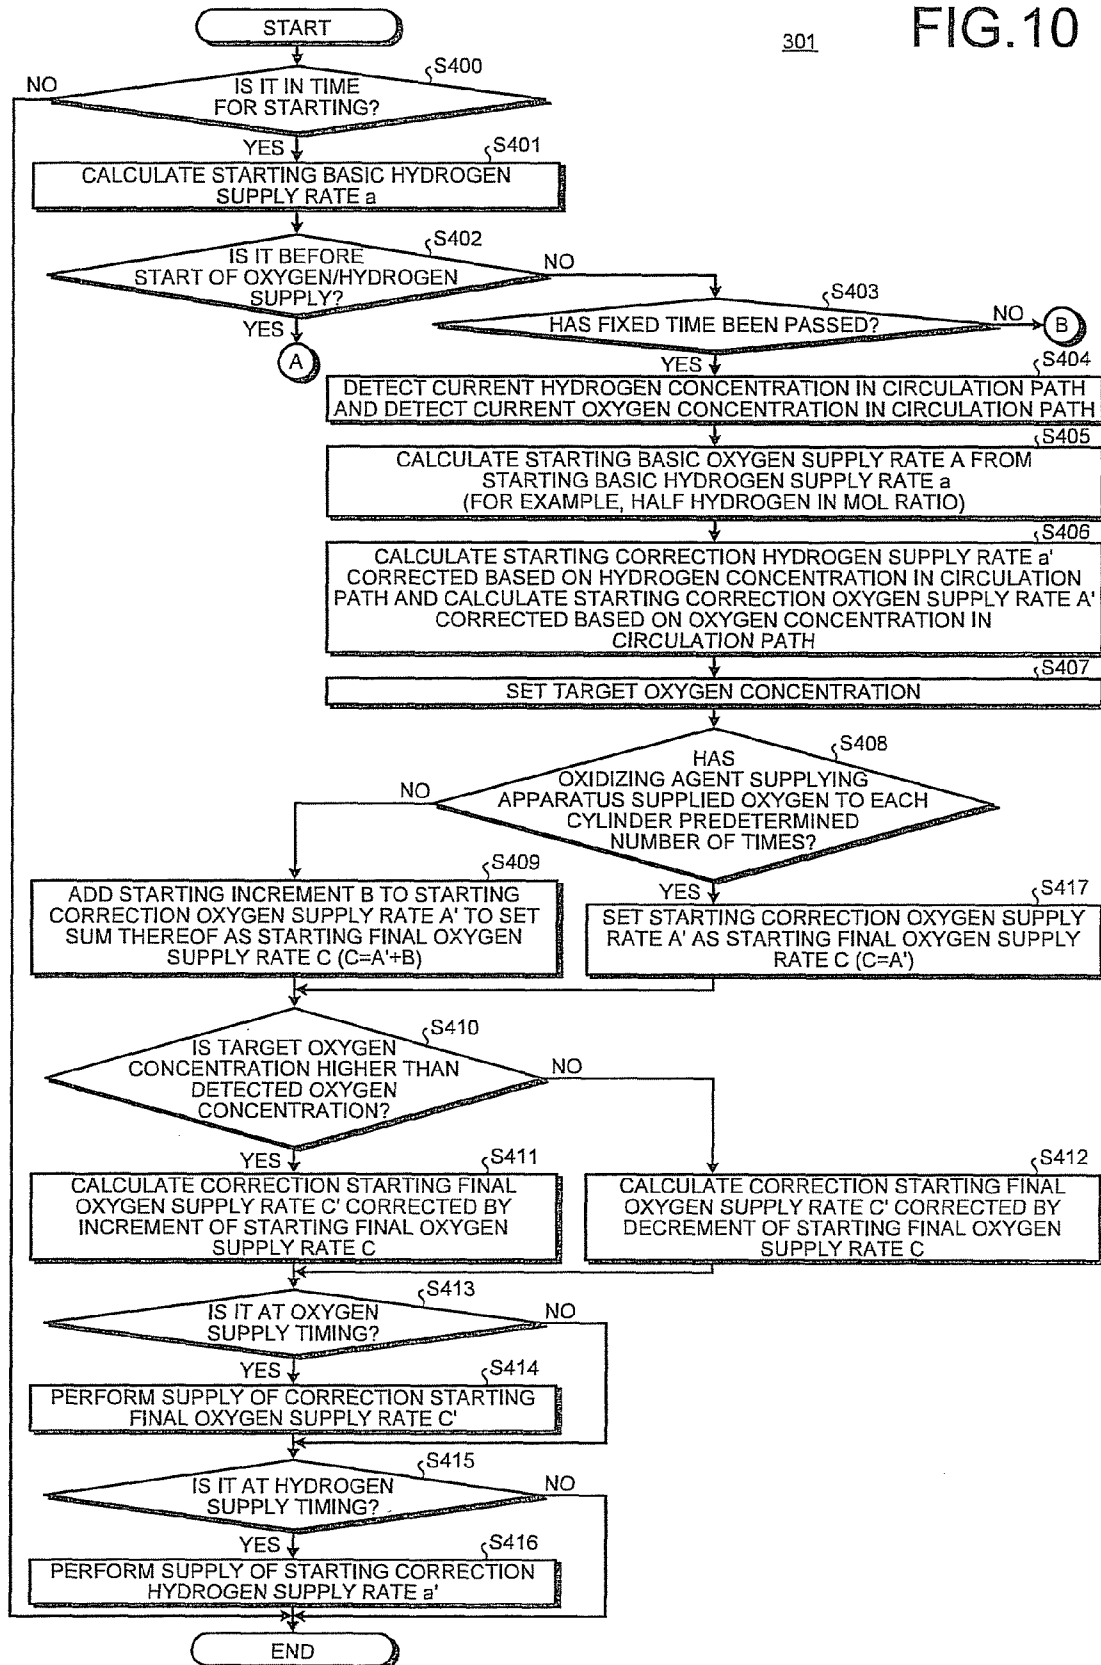 FIG.10
301
START
S400
NO
IS IT IN TIME
FOR STARTING?
YES
S401
CALCULATE STARTING BASIC HYDROGEN
SUPPLY RATE a
S402
IS IT BEFORE
START OF OXYGEN/HYDROGEN
SUPPLY?
NO
YES
A
S403
HAS FIXED TIME BEEN PASSED?
NO
B
YES
S404
DETECT CURRENT HYDROGEN CONCENTRATION IN CIRCULATION PATH
AND DETECT CURRENT OXYGEN CONCENTRATION IN CIRCULATION PATH
S405
CALCULATE STARTING BASIC OXYGEN SUPPLY RATE A FROM
STARTING BASIC HYDROGEN SUPPLY RATE a
(FOR EXAMPLE, HALF HYDROGEN IN MOL RATIO)
S406
CALCULATE STARTING CORRECTION HYDROGEN SUPPLY RATE a'
CORRECTED BASED ON HYDROGEN CONCENTRATION IN CIRCULATION
PATH AND CALCULATE STARTING CORRECTION OXYGEN SUPPLY RATE A'
CORRECTED BASED ON OXYGEN CONCENTRATION IN
CIRCULATION PATH
S407
SET TARGET OXYGEN CONCENTRATION
S408
HAS
OXIDIZING AGENT SUPPLYING
APPARATUS SUPPLIED OXYGEN TO EACH
CYLINDER PREDETERMINED
NUMBER OF TIMES?
NO
YES
S409
ADD STARTING INCREMENT B TO STARTING
CORRECTION OXYGEN SUPPLY RATE A' TO SET
SUM THEREOF AS STARTING FINAL OXYGEN
SUPPLY RATE C (C=A'+B)
S417
SET STARTING CORRECTION OXYGEN SUPPLY
RATE A' AS STARTING FINAL OXYGEN SUPPLY
RATE C (C=A')
S410
IS TARGET OXYGEN
CONCENTRATION HIGHER THAN
DETECTED OXYGEN
CONCENTRATION?
NO
YES
S411
CALCULATE CORRECTION STARTING FINAL
OXYGEN SUPPLY RATE C' CORRECTED BY
INCREMENT OF STARTING FINAL OXYGEN
SUPPLY RATE C
S412
CALCULATE CORRECTION STARTING FINAL
OXYGEN SUPPLY RATE C' CORRECTED BY
DECREMENT OF STARTING FINAL OXYGEN
SUPPLY RATE C
S413
IS IT AT OXYGEN
SUPPLY TIMING?
NO
YES
S414
PERFORM SUPPLY OF CORRECTION STARTING
FINAL OXYGEN SUPPLY RATE C'
S415
IS IT AT HYDROGEN
SUPPLY TIMING?
NO
YES
S416
PERFORM SUPPLY OF STARTING CORRECTION
HYDROGEN SUPPLY RATE a'
END